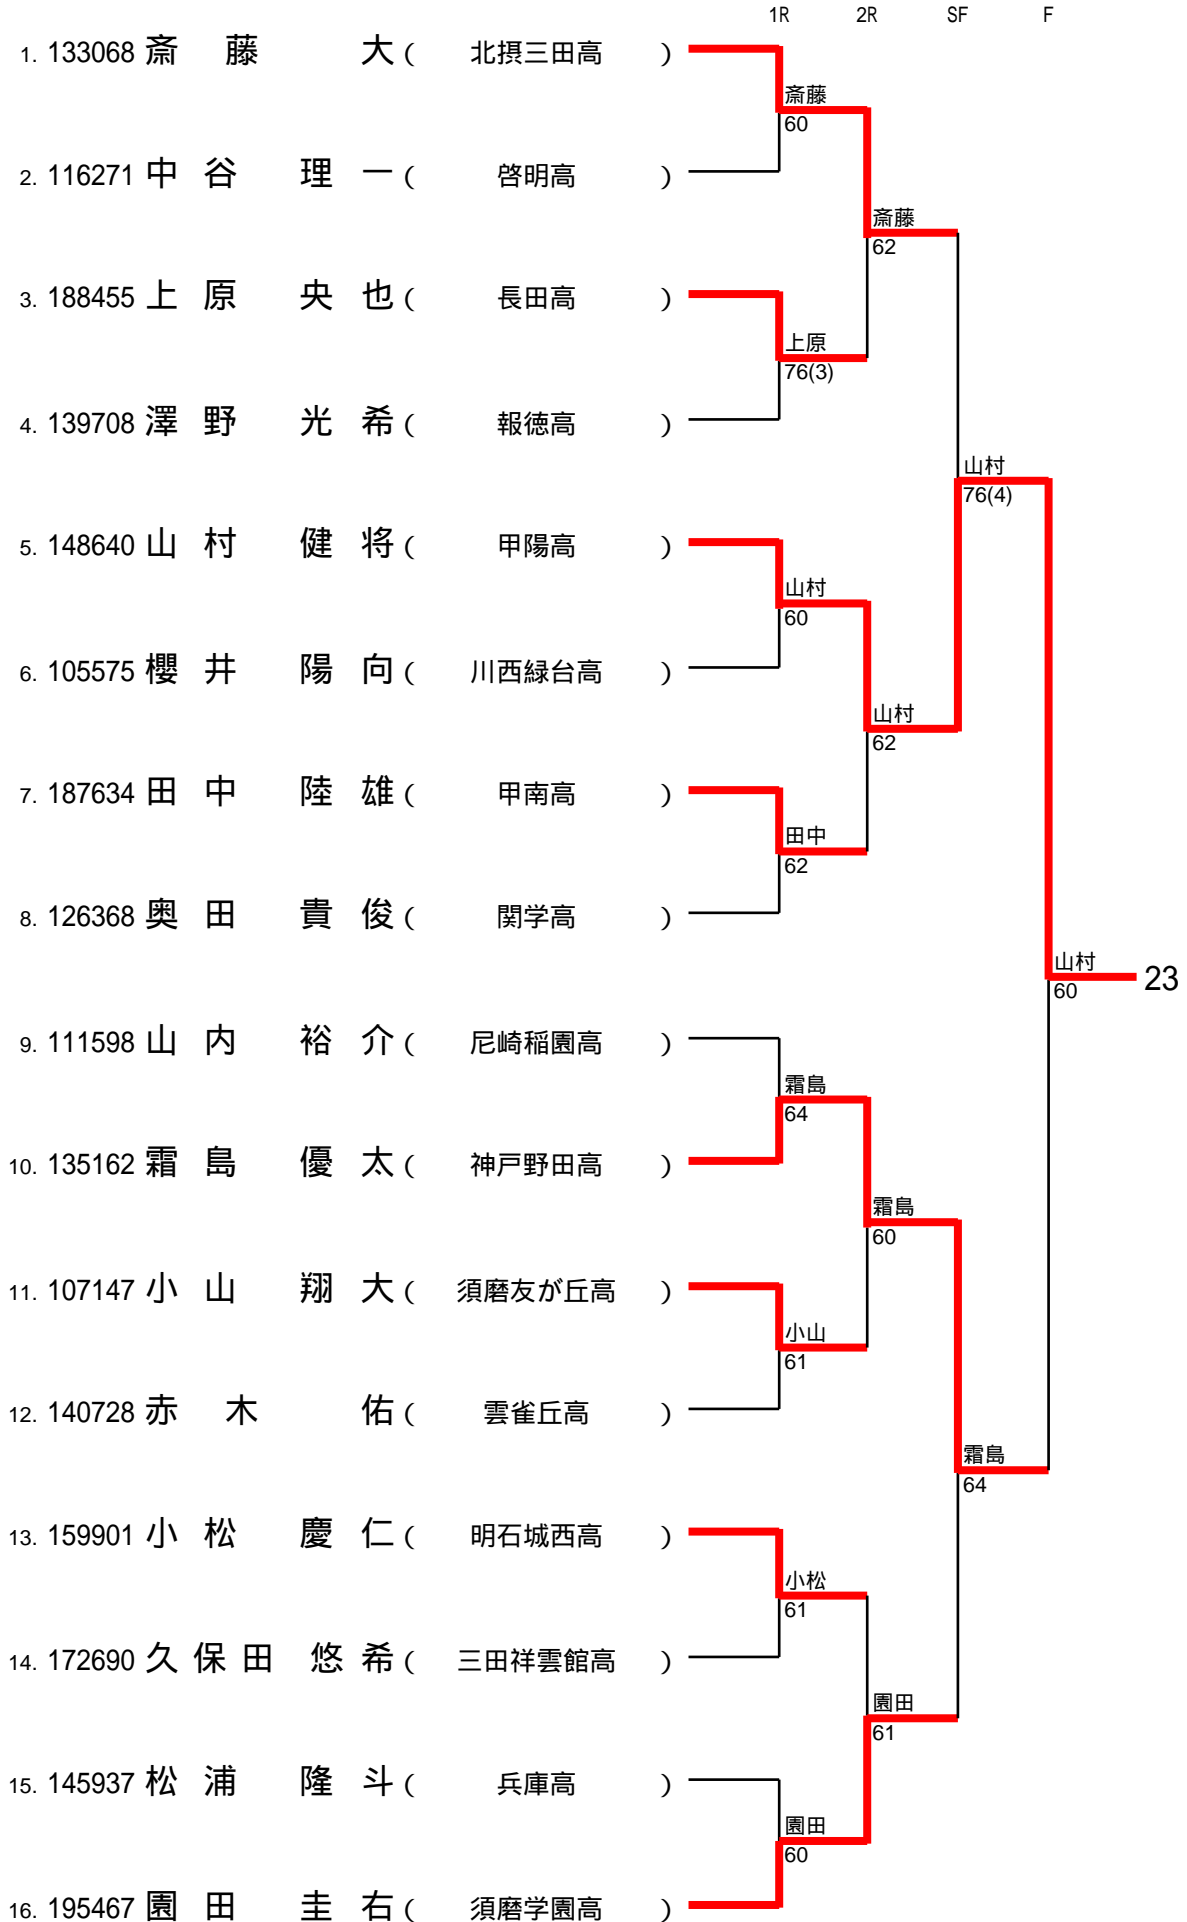 1R 2R SF F
1. 133068 斎 藤 大 ( 北摂三田高 )
斎藤
60
2. 116271 中 谷 理 一 ( 啓明高 )
斎藤
62
3. 188455 上 原 央 也 ( 長田高 )
上原
76(3)
4. 139708 澤 野 光 希 ( 報徳高 )
山村
76(4)
5. 148640 山 村 健 将 ( 甲陽高 )
山村
60
6. 105575 櫻 井 陽 向 ( 川西緑台高 )
山村
62
7. 187634 田 中 陸 雄 ( 甲南高 )
田中
62
8. 126368 奥 田 貴 俊 ( 関学高 )
山村
60
23
9. 111598 山 内 裕 介 ( 尼崎稲園高 )
霜島
64
10. 135162 霜 島 優 太 ( 神戸野田高 )
霜島
60
11. 107147 小 山 翔 大 ( 須磨友が丘高 )
小山
61
12. 140728 赤 木 佑 ( 雲雀丘高 )
霜島
64
13. 159901 小 松 慶 仁 ( 明石城西高 )
小松
61
14. 172690 久 保 田 悠 希 ( 三田祥雲館高 )
園田
61
15. 145937 松 浦 隆 斗 ( 兵庫高 )
園田
60
16. 195467 園 田 圭 右 ( 須磨学園高 )